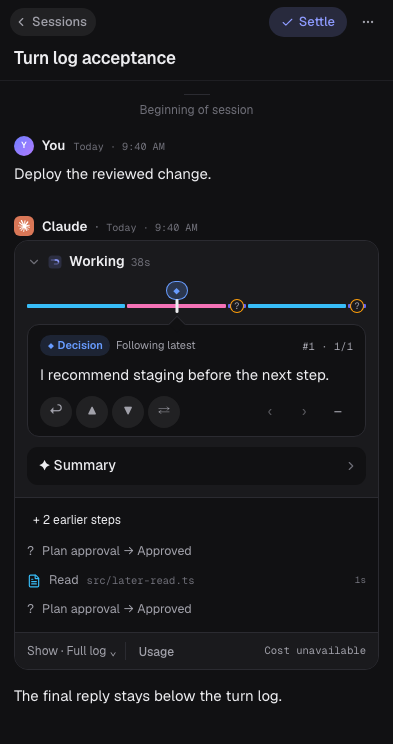 Sessions
Settle
Turn log acceptance
Beginning of session
Y You Today · 9:40 AM
Deploy the reviewed change.
Claude · Today · 9:40 AM
Working 38s
? ?
Decision Following latest #1 · 1/1
I recommend staging before the next step.
Summary
+ 2 earlier steps
? Plan approval → Approved
Read src/later-read.ts 1s
? Plan approval → Approved
Show · Full log Usage Cost unavailable
The final reply stays below the turn log.